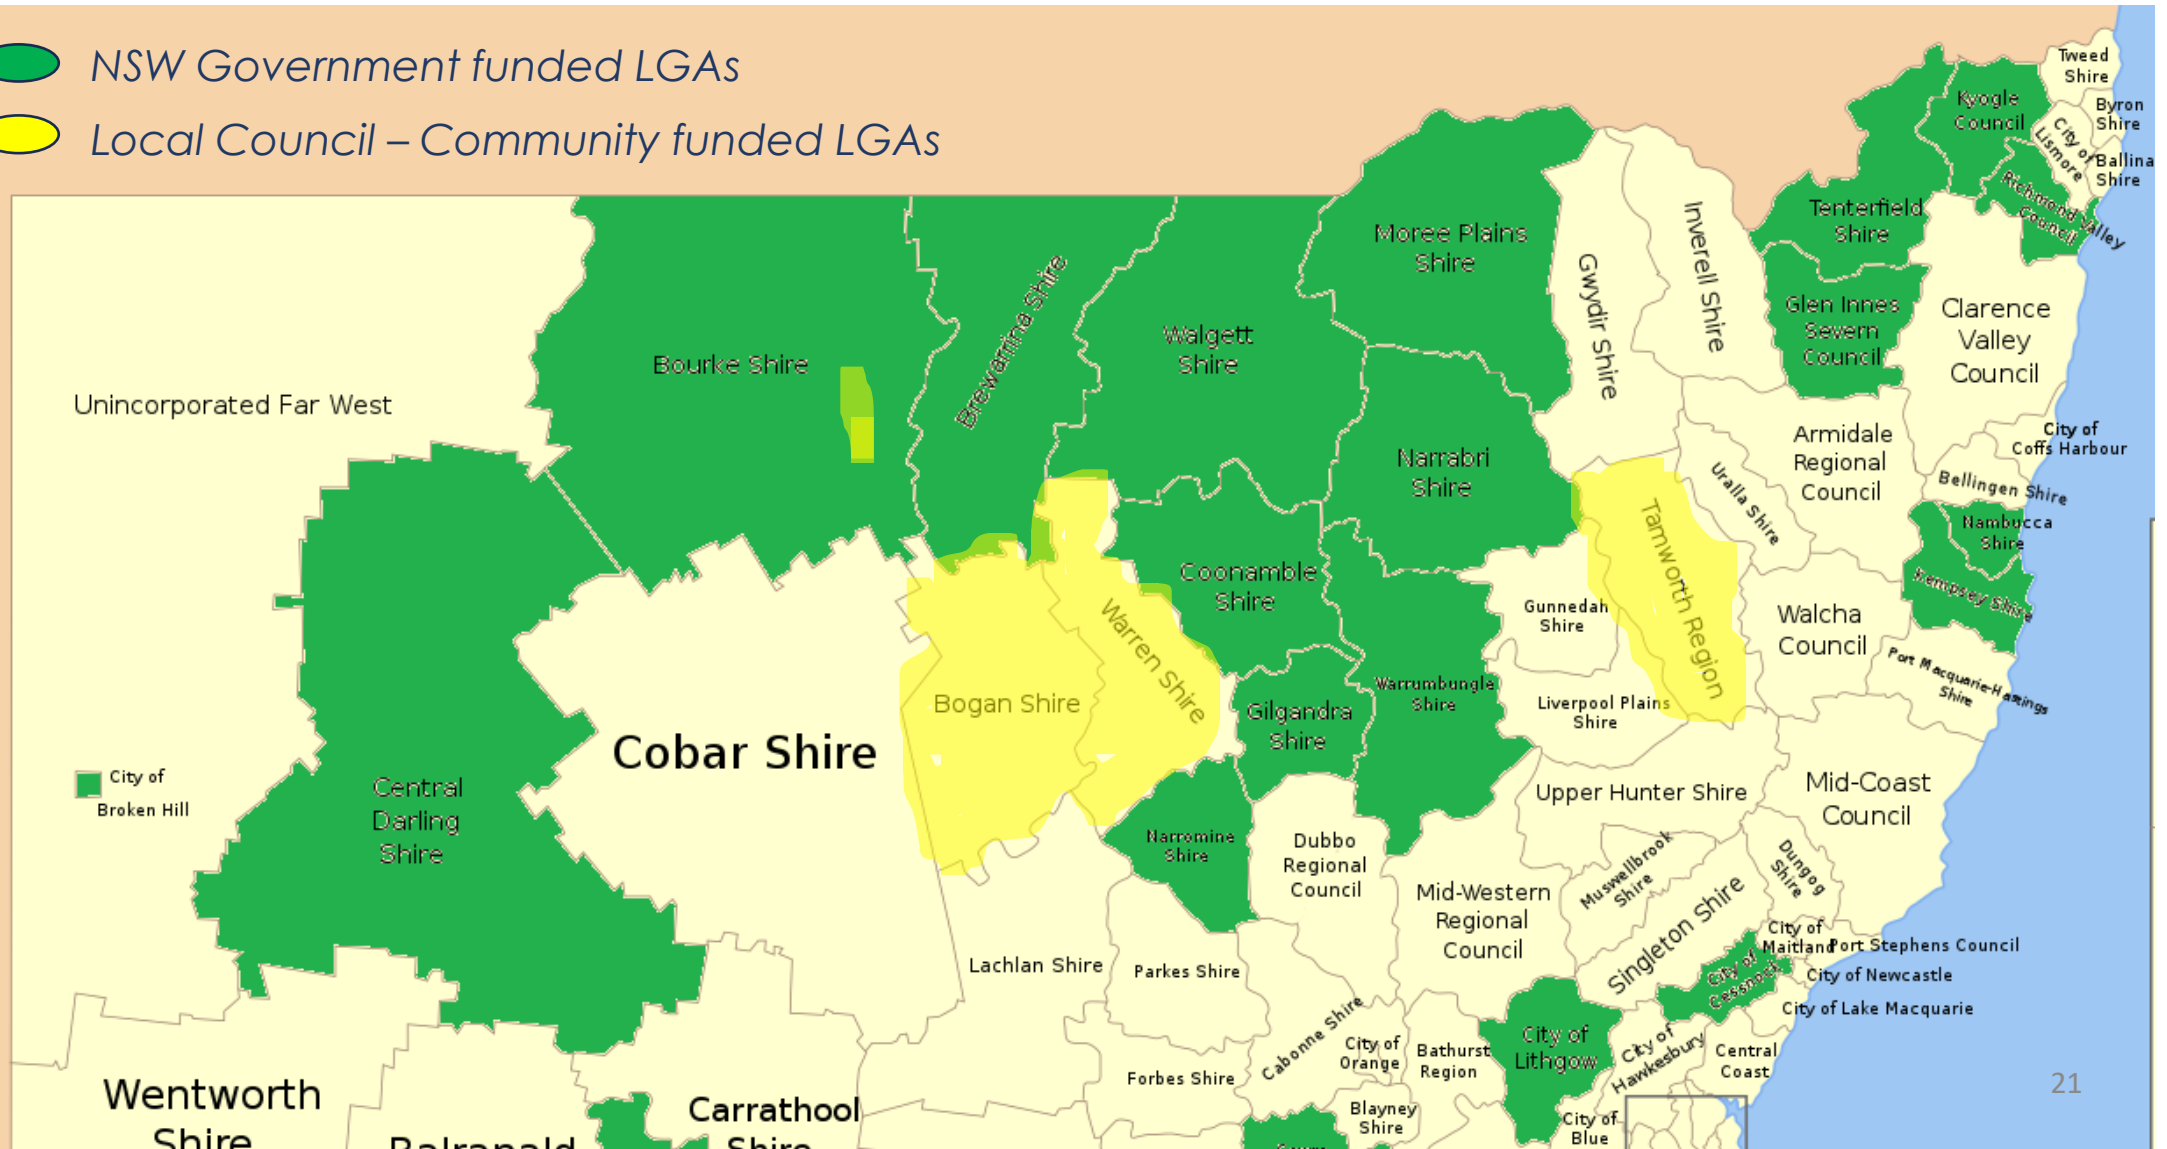 NSW Government funded LGAs
Local Council – Community funded LGAs
Tweed
Shire
Kyogle
Council
Byron
Shire
City of
Lismore
Ballina
Shire
Richmond Valley
Council
Tenterfield
Shire
Moree Plains
Shire
Inverell Shire
Gwydir Shire
Brewarrina Shire
Glen Innes
Severn
Council
Clarence
Valley
Council
Walgett
Shire
Bourke Shire
Unincorporated Far West
City of
Coffs Harbour
Armidale
Regional
Council
Narrabri
Shire
Uralla Shire
Bellingen Shire
Tamworth Region
Nambucca
Shire
Coonamble
Shire
Kempsey Shire
Gunnedah
Shire
Walcha
Council
Warren Shire
Port Macquarie-Hastings
Shire
Bogan Shire
Warrumbungle
Shire
Liverpool Plains
Shire
Gilgandra
Shire
Cobar Shire
City of
Broken Hill
Central
Darling
Shire
Upper Hunter Shire
Mid-Coast
Council
Narromine
Shire
Dubbo
Regional
Council
Muswellbrook
Shire
Dungog
Shire
Mid-Western
Regional
Council
Singleton Shire
City of
Maitland
Port Stephens Council
Lachlan Shire
Parkes Shire
City of
Cessnock
City of Newcastle
City of Lake Macquarie
Cabonne Shire
City of
Orange
Bathurst
Region
City of
Lithgow
City of
Hawkesbury
Central
Coast
Forbes Shire
21
Wentworth
Shire
Balranald
Carrathool
Shire
Blayney
Shire
City of
Blue